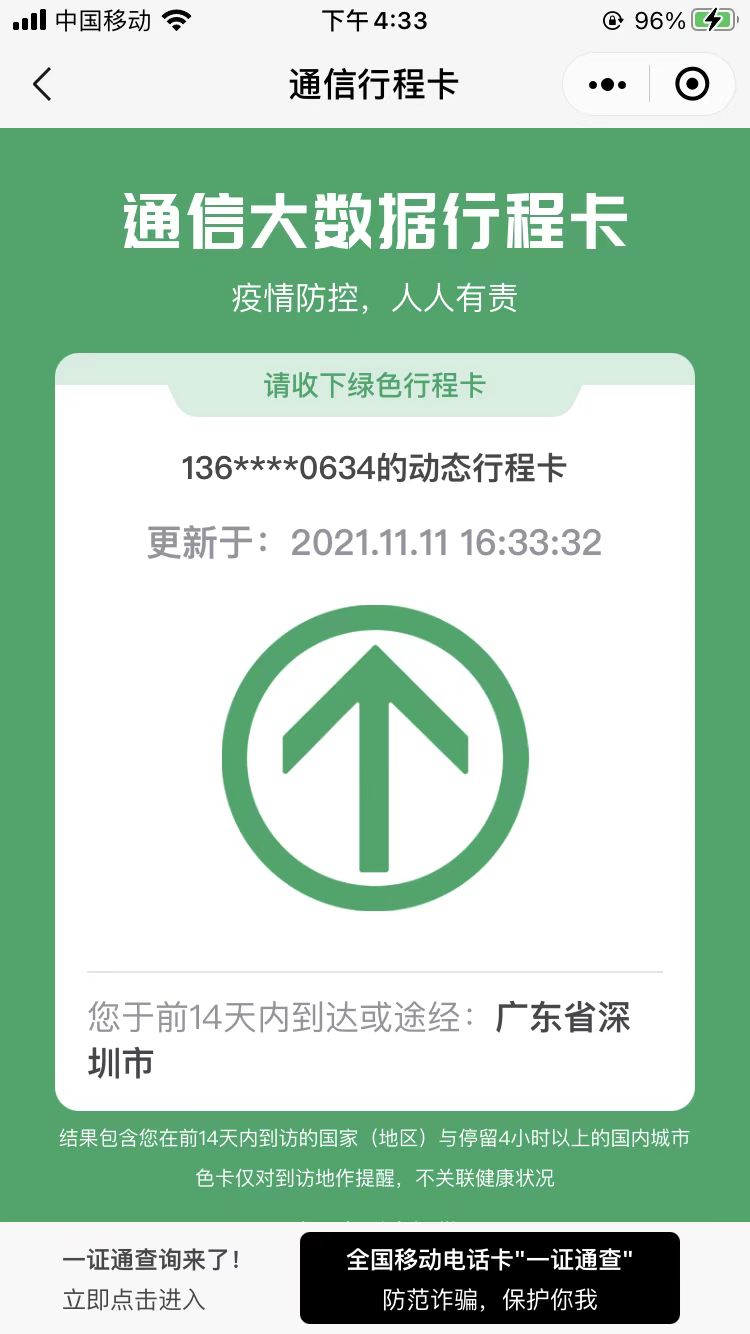 中国移动
下午4:33
96%
通信行程卡
通信大数据行程卡
疫情防控，人人有责
请收下绿色行程卡
136****0634的动态行程卡
更新于：2021.11.11 16:33:32
您于前14天内到达或途经：广东省深
圳市
结果包含您在前14天内到访的国家（地区）与停留4小时以上的国内城市
色卡仅对到访地作提醒，不关联健康状况
一证通查询来了！
立即点击进入
全国移动电话卡"一证通查"
防范诈骗，保护你我